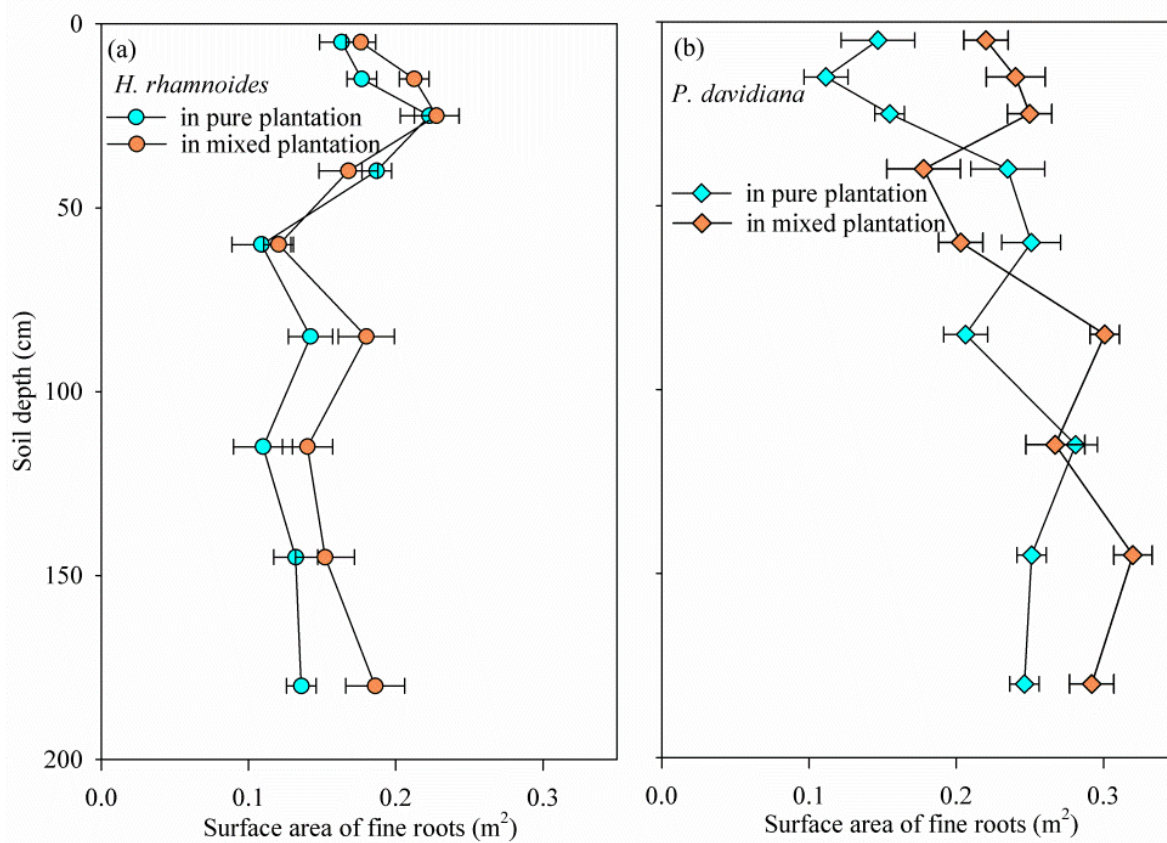 (a)
H. rhamnoides
in pure plantation
in mixed plantation
0
50
100
150
200
Soil depth (cm)
0.0 0.1 0.2 0.3
Surface area of fine roots (m²)
(b)
P. davidiana
in pure plantation
in mixed plantation
0.0 0.1 0.2 0.3
Surface area of fine roots (m²)